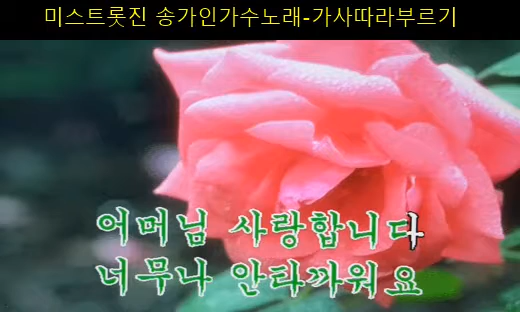 미스트롯진 송가인가수노래-가사따라부르기
어머님 사랑합니다
너무나 안타까워요